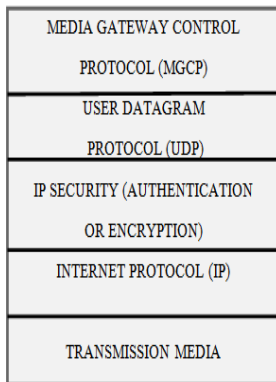 MEDIA GATEWAY CONTROL
PROTOCOL (MGCP)
USER DATAGRAM
PROTOCOL (UDP)
IP SECURITY (AUTHENTICATION
OR ENCRYPTION)
INTERNET PROTOCOL (IP)
TRANSMISSION MEDIA